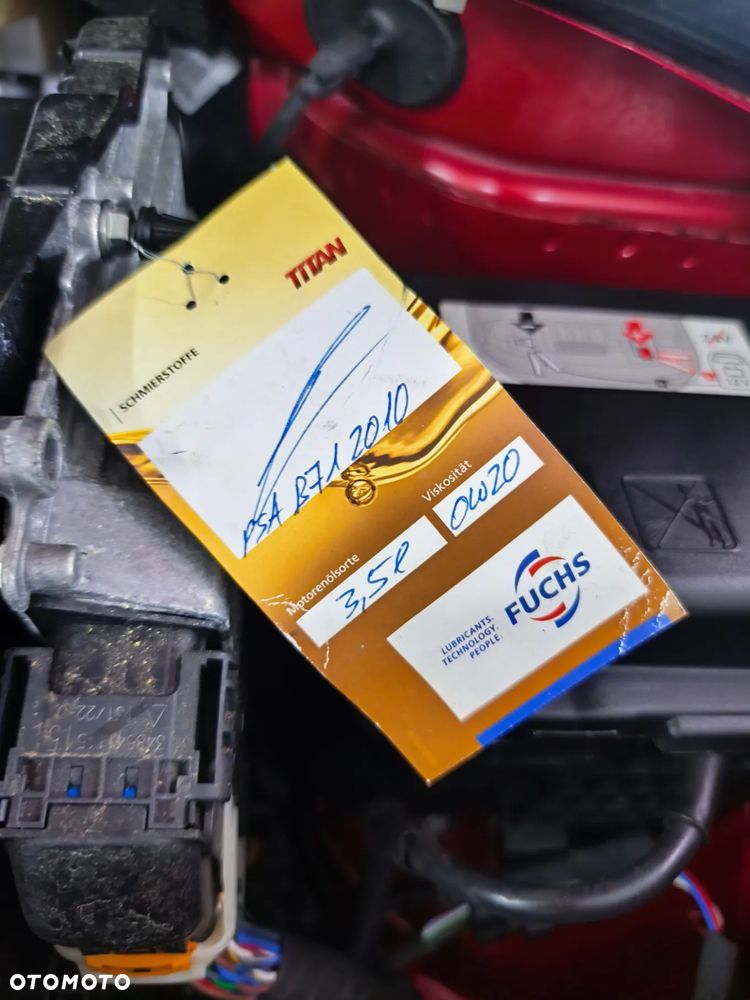 TITAN
SCHMIERSTOFFE
PSA B71 2010
Viskosität
0W20
Motorenölsorte
3,5l
FUCHS
LUBRICANTS.
TECHNOLOGY.
PEOPLE.
OTOMOTO